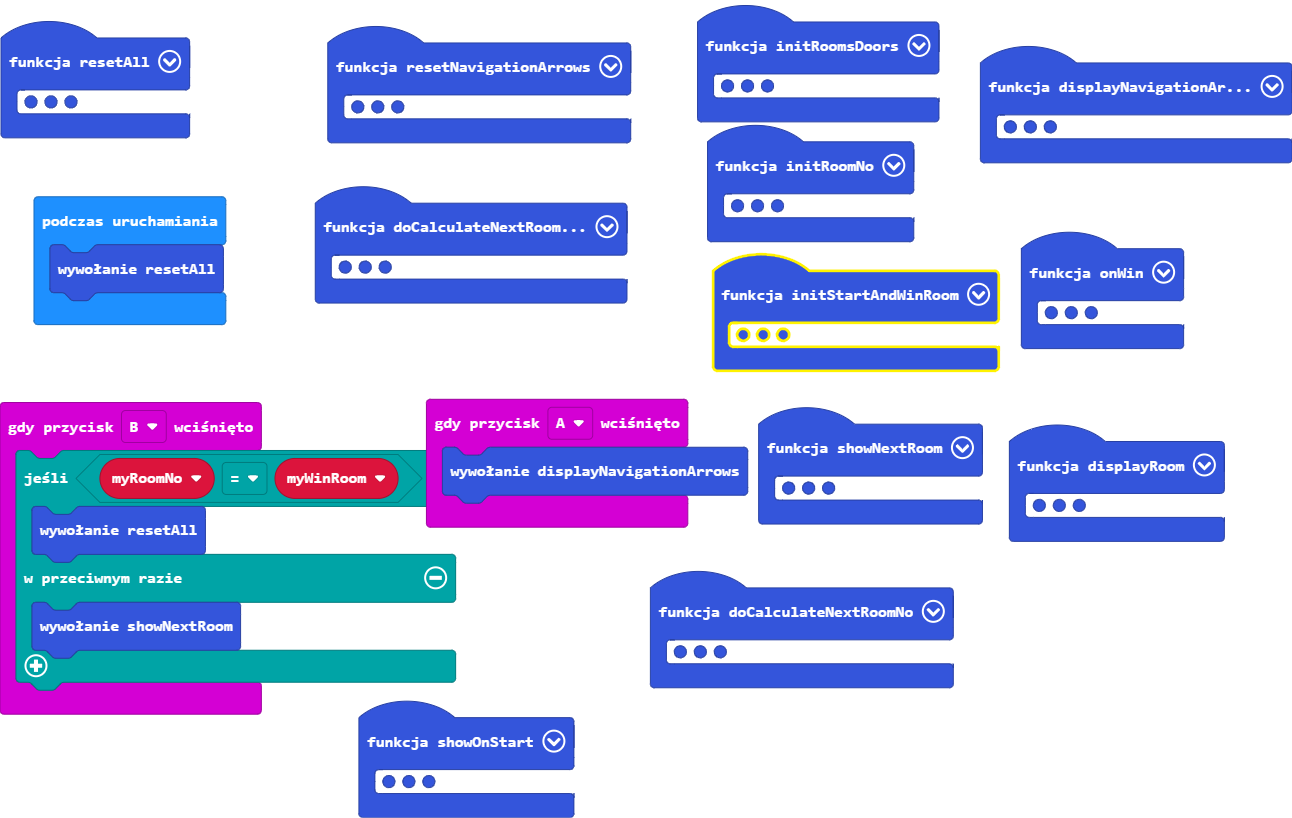 funkcja resetAll
funkcja resetNavigationArrows
funkcja initRoomsDoors
funkcja displayNavigationAr...
funkcja initRoomNo
podczas uruchamiania
wywołanie resetAll
funkcja doCalculateNextRoom...
funkcja initStartAndWinRoom
funkcja onWin
gdy przycisk B wciśnięto
jeśli myRoomNo = myWinRoom
wywołanie resetAll
w przeciwnym razie
wywołanie showNextRoom
gdy przycisk A wciśnięto
wywołanie displayNavigationArrows
funkcja showNextRoom
funkcja displayRoom
funkcja doCalculateNextRoomNo
funkcja showOnStart